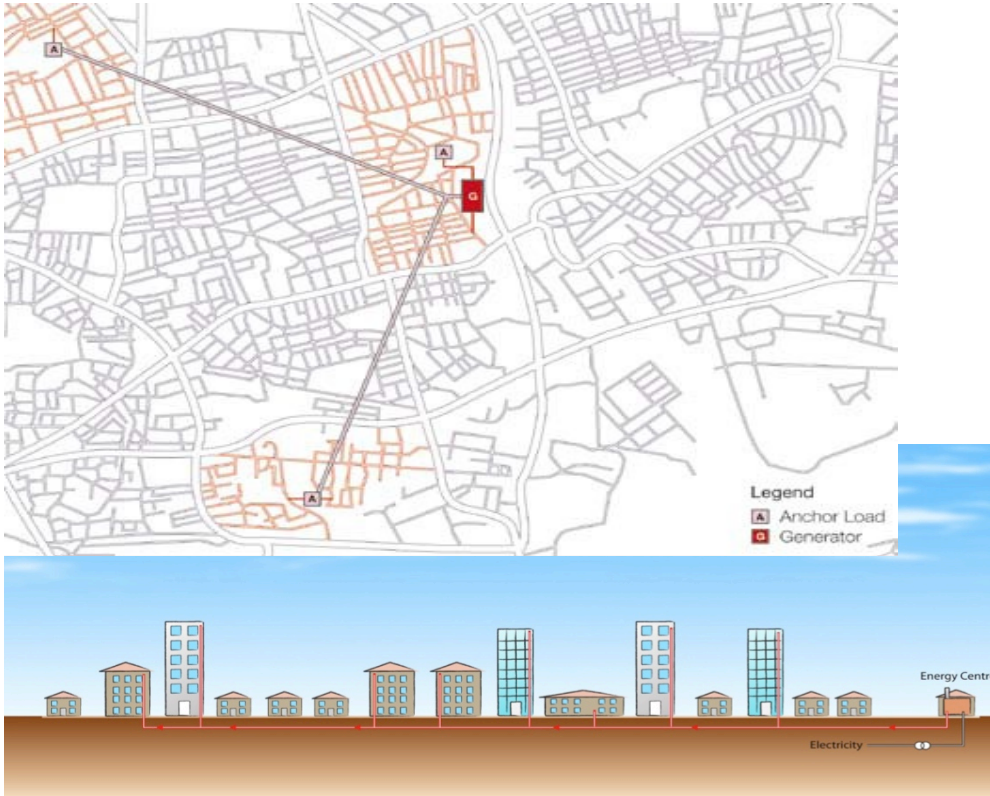 A
A
G
A
Legend
A Anchor Load
G Generator
Energy Centr
Electricity